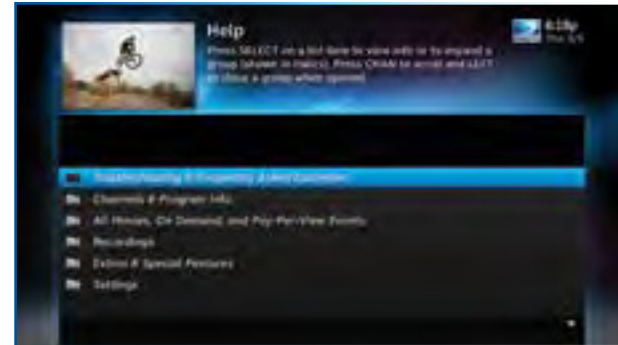 Help
Press SELECT on a list item to view info or to expand a
group (shown in italics). Press CHAN to scroll and LEFT
to close a group when opened.
6:18p
Troubleshooting & Frequently Asked Questions
Channels & Program Info
All Movies, On Demand, and Pay-Per-View Events
Recordings
Extras & Special Features
Settings